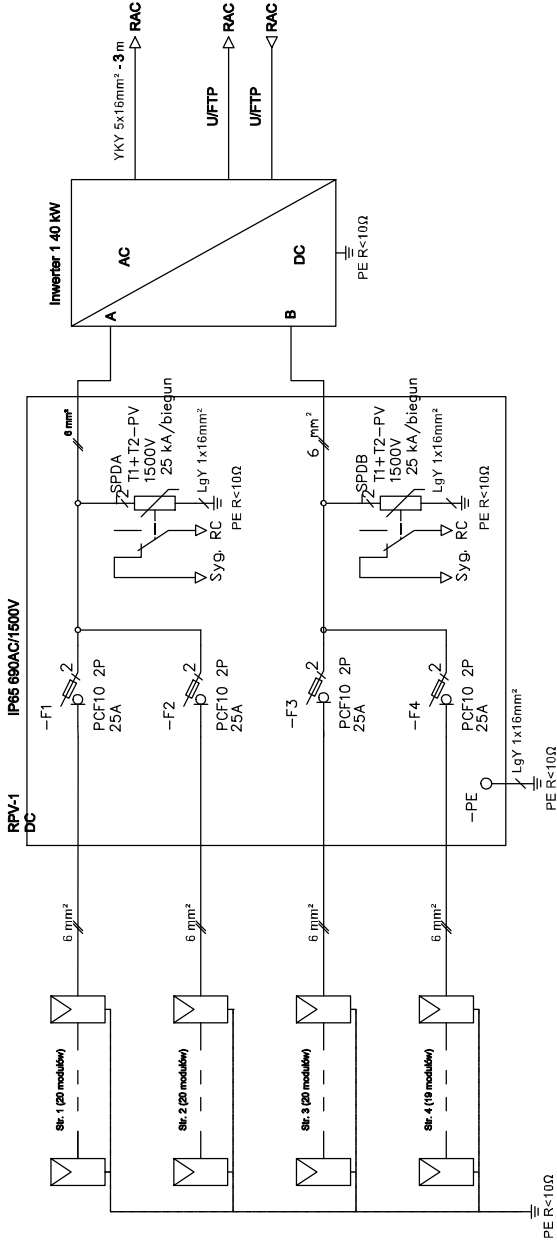 Str. 1 (20 modułów)
Str. 2 (20 modułów)
Str. 3 (20 modułów)
Str. 4 (19 modułów)
PE R<10Ω
6 mm²
6 mm²
6 mm²
6 mm²
RPV-1
DC
IP65 690AC/1500V
-F1
2
PCF10 2P
25A
-F2
2
PCF10 2P
25A
-F3
2
PCF10 2P
25A
-F4
2
PCF10 2P
25A
-PE
LgY 1x16mm²
PE R<10Ω
SPDA
2
T1+T2-PV
1500V
25 kA/biegun
LgY 1x16mm²
PE R<10Ω
Syg.
RC
6 mm²
SPDB
2
T1+T2-PV
1500V
25 kA/biegun
LgY 1x16mm²
PE R<10Ω
Syg.
RC
6 mm²
Inwerter 1 40 kW
A
B
AC
DC
PE R<10Ω
YKY 5x16mm² - 3 m
RAC
U/FTP
RAC
U/FTP
RAC